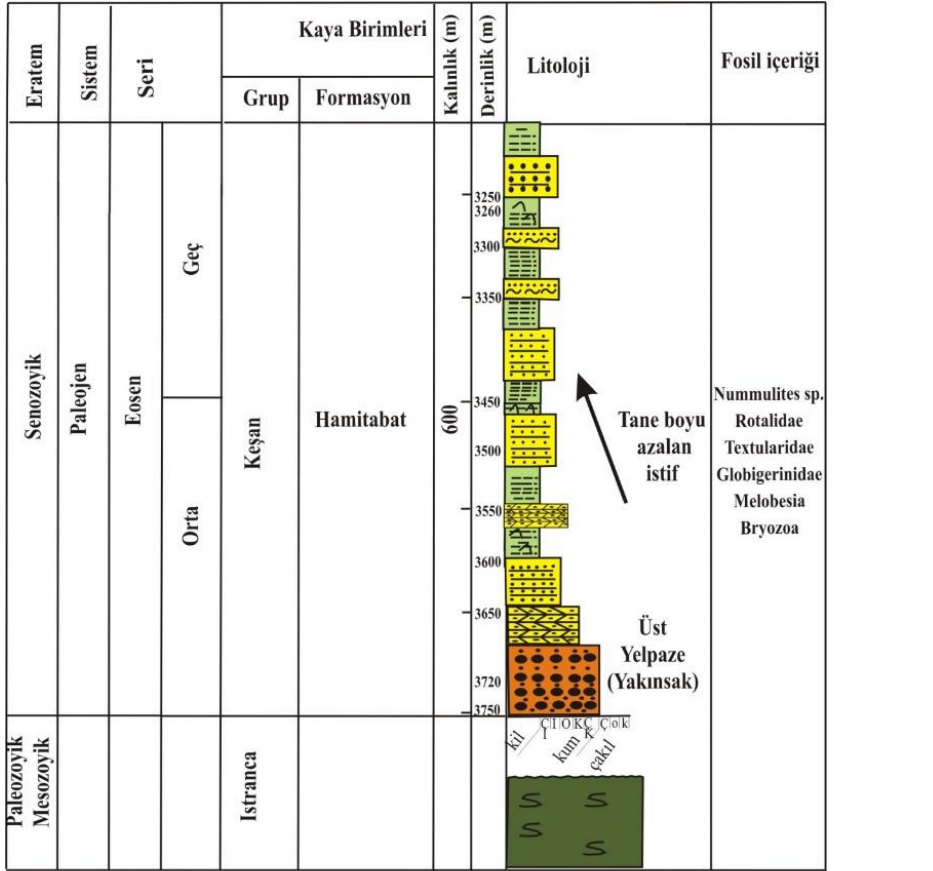 Eratem
Sistem
Seri
Kaya Birimleri
Grup
Formasyon
Kalınlık (m)
Derinlik (m)
Litoloji
Fosil içeriği
Senozoyik
Paleojen
Eosen
Geç
Orta
Keşan
Hamitabat
600
3250
3260
3300
3350
3450
3500
3550
3600
3650
3720
3750
Tane boyu
azalan
istif
Üst
Yelpaze
(Yakınsak)
Nummulites sp.
Rotalidae
Textularidae
Globigerinidae
Melobesia
Bryozoa
kil
kum
çakıl
Paleozoyik
Mesozoyik
Istranca